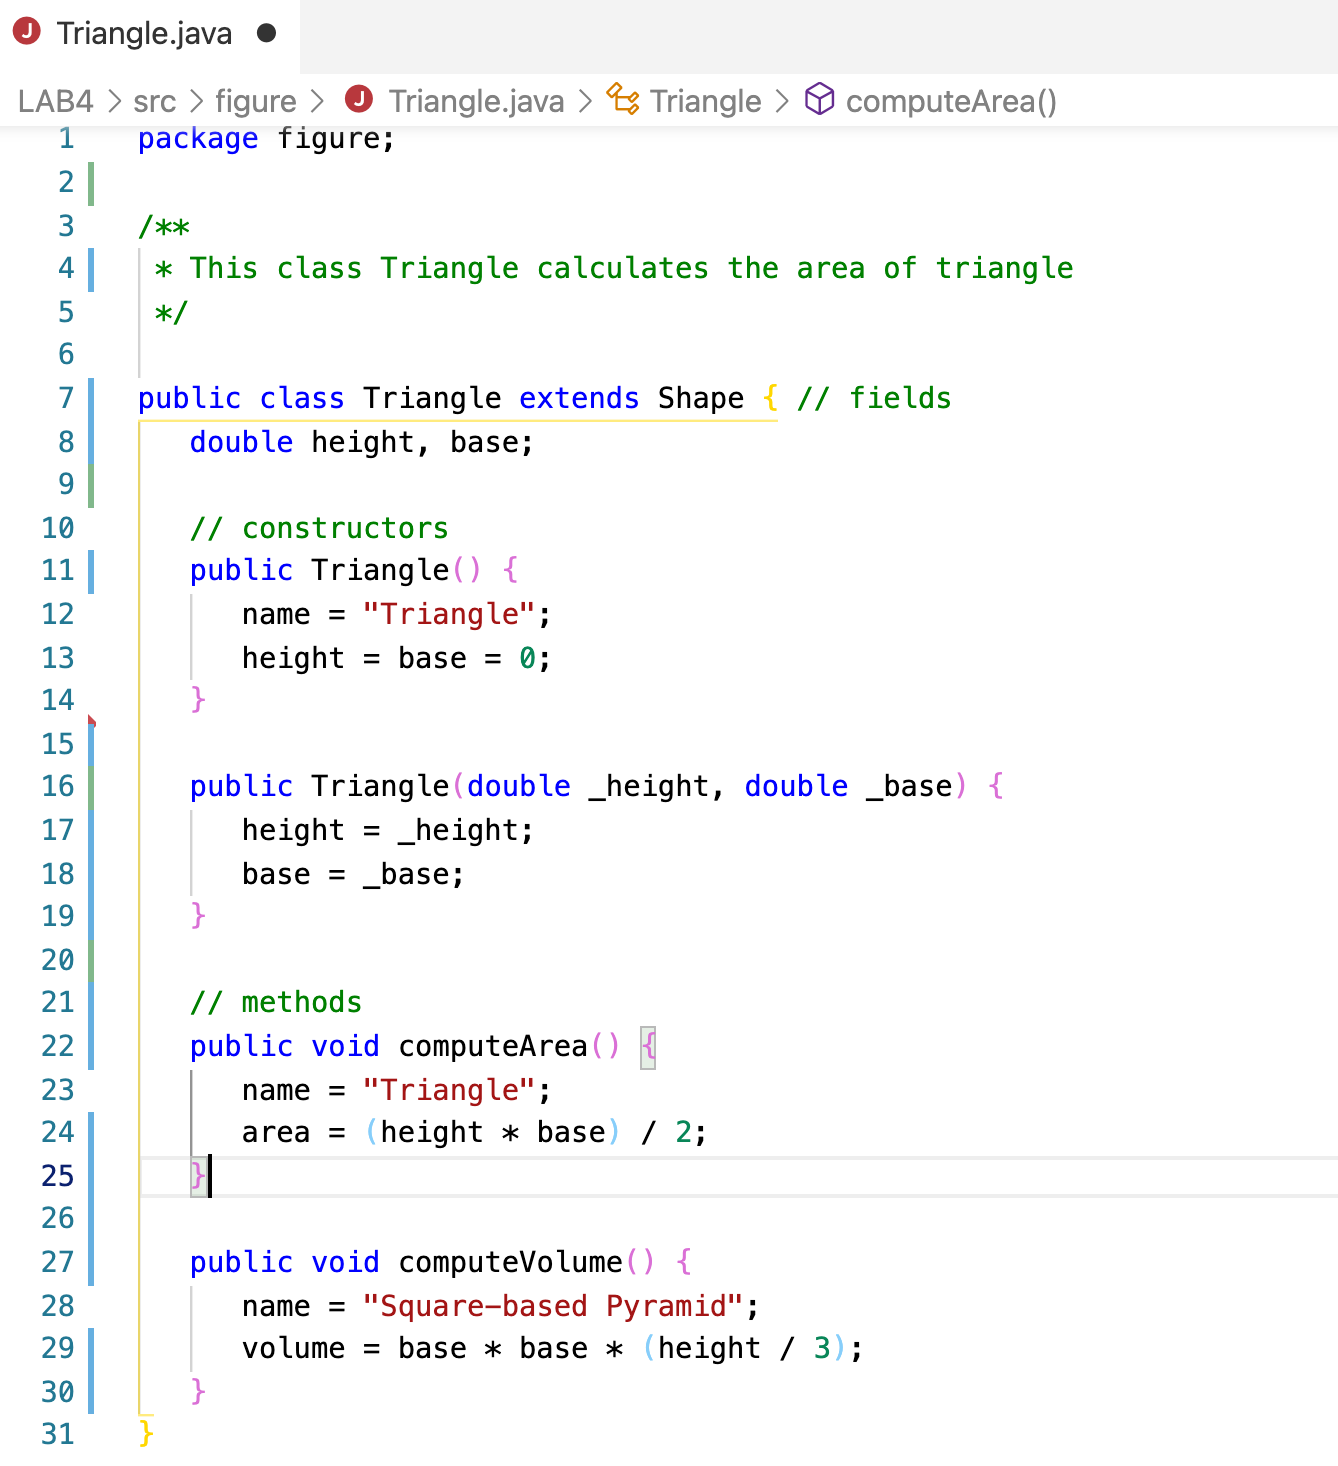 J Triangle.java ●
LAB4 > src > figure > J Triangle.java > Triangle > computeArea()
1 package figure;
2
3 /**
4 * This class Triangle calculates the area of triangle
5 */
6
7 public class Triangle extends Shape { // fields
8 double height, base;
9
10 // constructors
11 public Triangle() {
12 name = "Triangle";
13 height = base = 0;
14 }
15
16 public Triangle(double _height, double _base) {
17 height = _height;
18 base = _base;
19 }
20
21 // methods
22 public void computeArea() {
23 name = "Triangle";
24 area = (height * base) / 2;
25 }
26
27 public void computeVolume() {
28 name = "Square-based Pyramid";
29 volume = base * base * (height / 3);
30 }
31 }